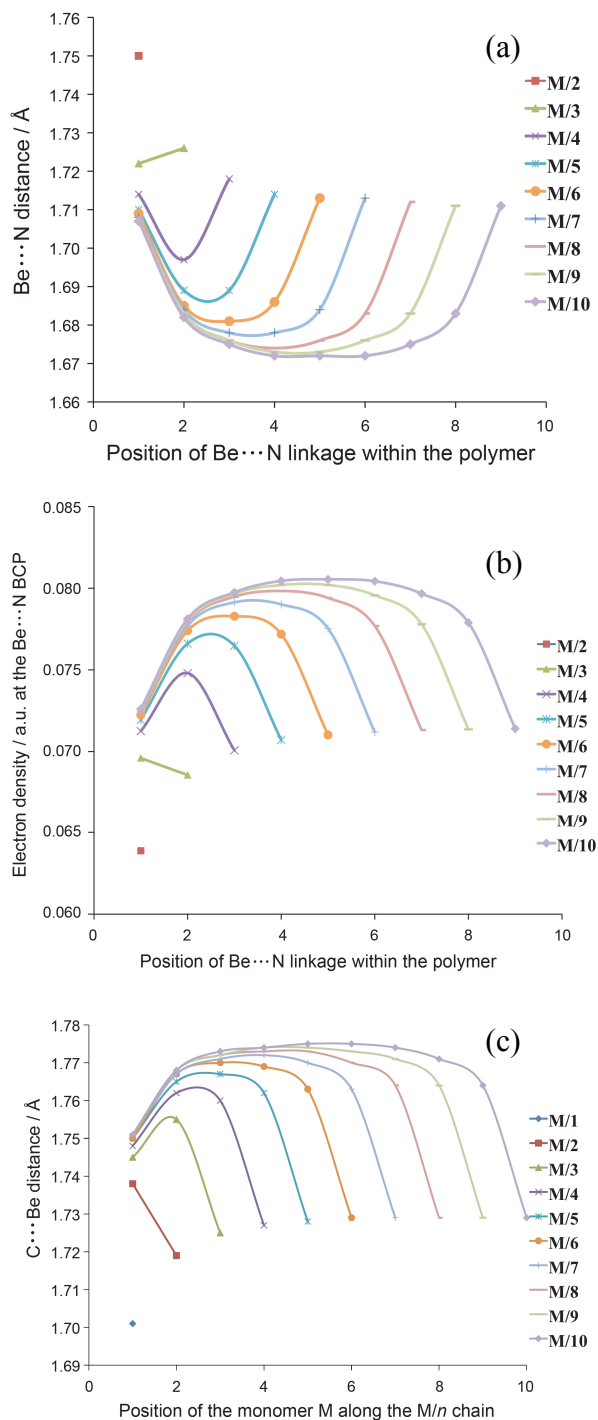 (a)
1.76
1.75
1.74
1.73
1.72
1.71
1.70
1.69
1.68
1.67
1.66
Be···N distance / Å
0 2 4 6 8 10
Position of Be···N linkage within the polymer
M/2
M/3
M/4
M/5
M/6
M/7
M/8
M/9
M/10
(b)
0.085
0.080
0.075
0.070
0.065
0.060
Electron density / a.u. at the Be···N BCP
0 2 4 6 8 10
Position of Be···N linkage within the polymer
M/2
M/3
M/4
M/5
M/6
M/7
M/8
M/9
M/10
(c)
1.78
1.77
1.76
1.75
1.74
1.73
1.72
1.71
1.70
1.69
C···Be distance / Å
0 2 4 6 8 10
Position of the monomer M along the M/n chain
M/1
M/2
M/3
M/4
M/5
M/6
M/7
M/8
M/9
M/10